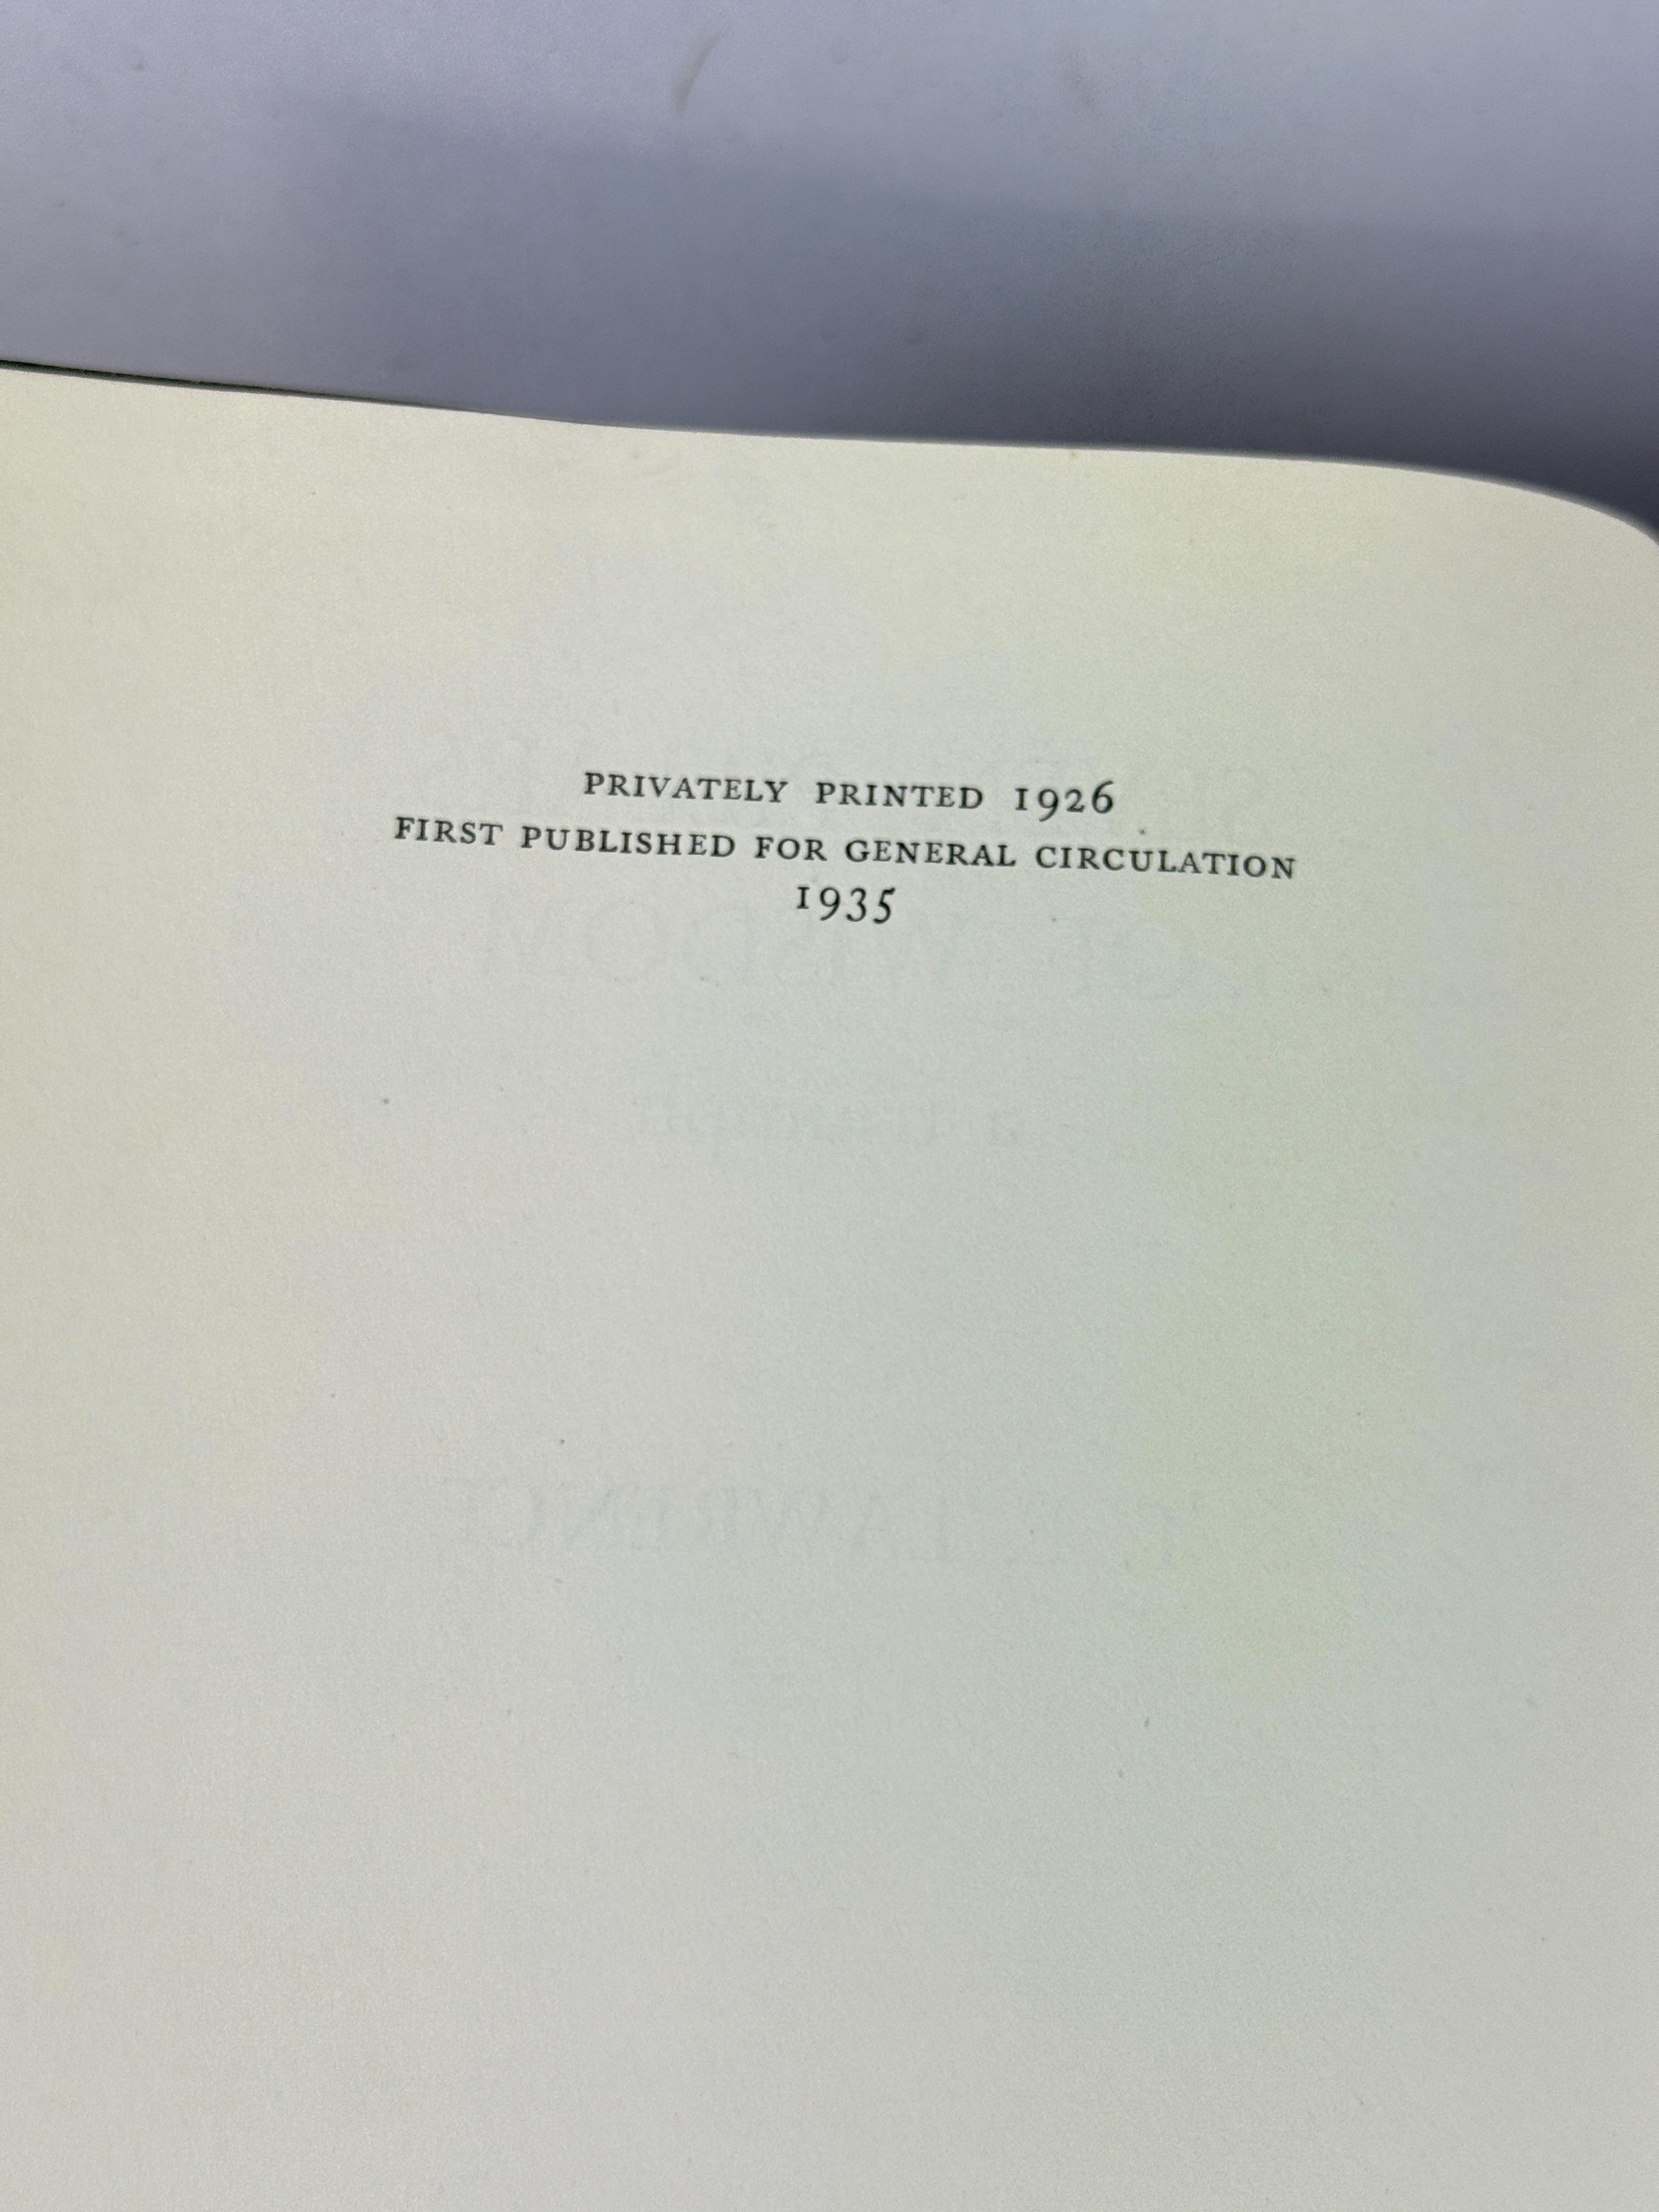 PRIVATELY PRINTED 1926
FIRST PUBLISHED FOR GENERAL CIRCULATION
1935